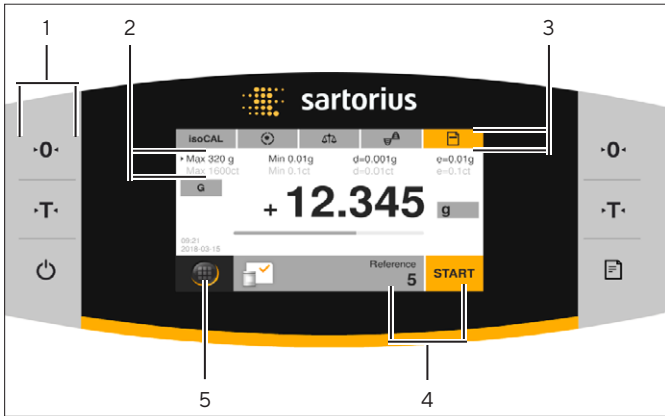 1
2
3
sartorius
isoCAL
Max 320 g Min 0.01g d=0.001g e=0.01g
Max 1600ct Min 0.1ct d=0.01ct e=0.1ct
G
+ 12.345 g
09:21
2018-03-15
Reference
5
START
0
T
0
T
5
4